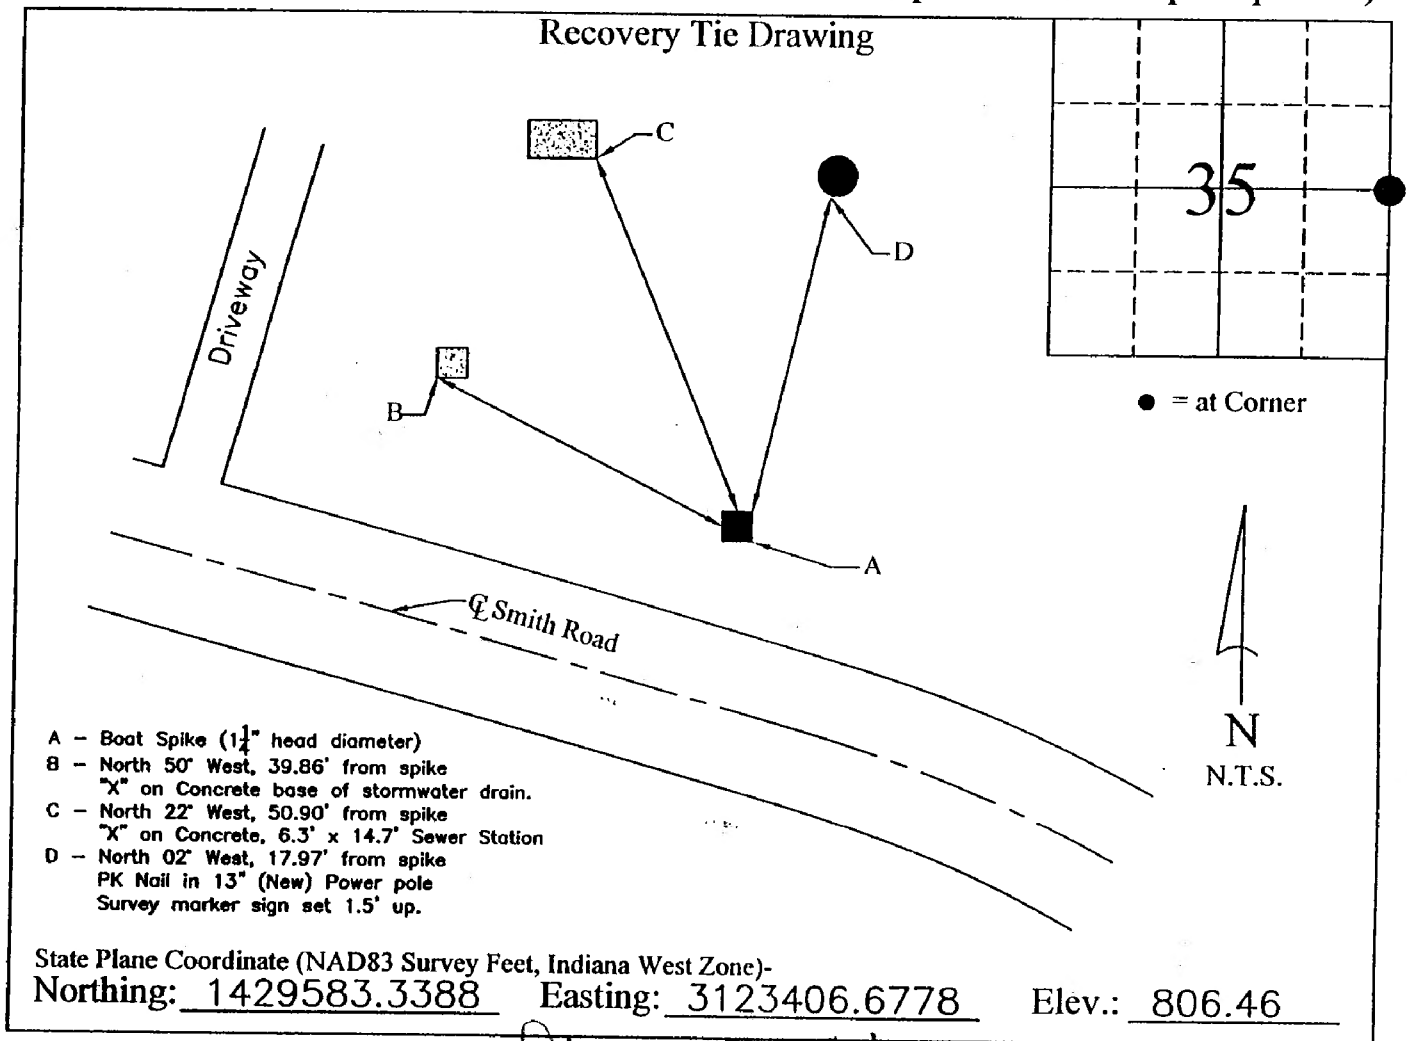 Recovery Tie Drawing
C
35
D
Driveway
B
● = at Corner
A
℄ Smith Road
N
N.T.S.
A - Boat Spike (1¼" head diameter)
B - North 50° West, 39.86' from spike
"X" on Concrete base of stormwater drain.
C - North 22° West, 50.90' from spike
"X" on Concrete, 6.3' x 14.7' Sewer Station
D - North 02° West, 17.97' from spike
PK Nail in 13" (New) Power pole
Survey marker sign set 1.5' up.
State Plane Coordinate (NAD83 Survey Feet, Indiana West Zone)-
Northing: 1429583.3388 Easting: 3123406.6778 Elev.: 806.46